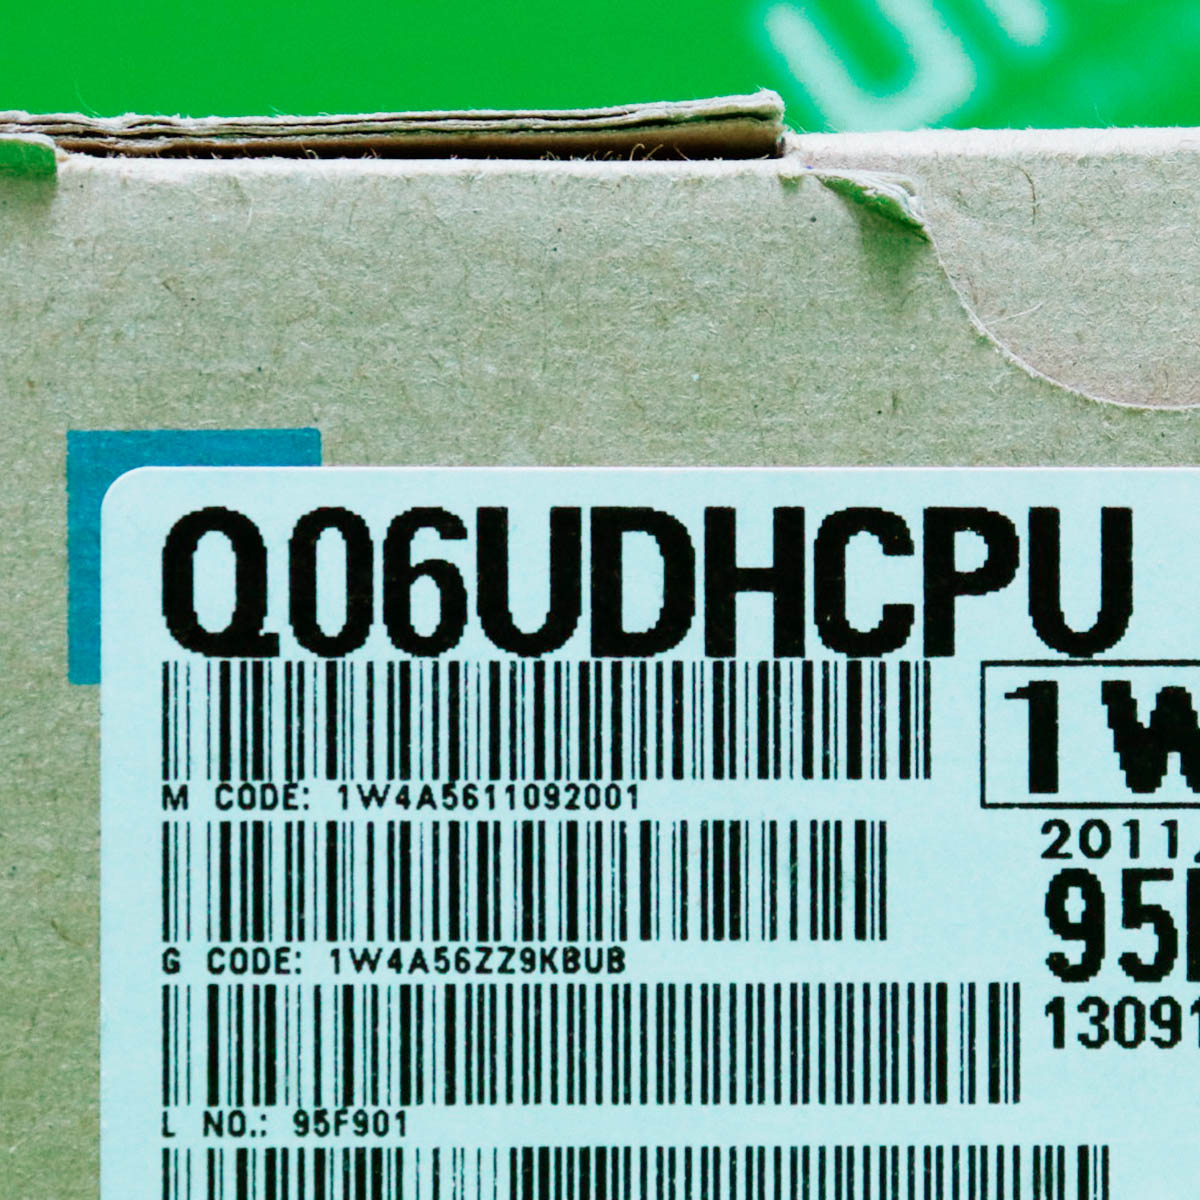 Q06UDHCPU
1W
M CODE: 1W4A5611092001
2011
95
G CODE: 1W4A56ZZ9KBUB
13091
L NO.: 95F901